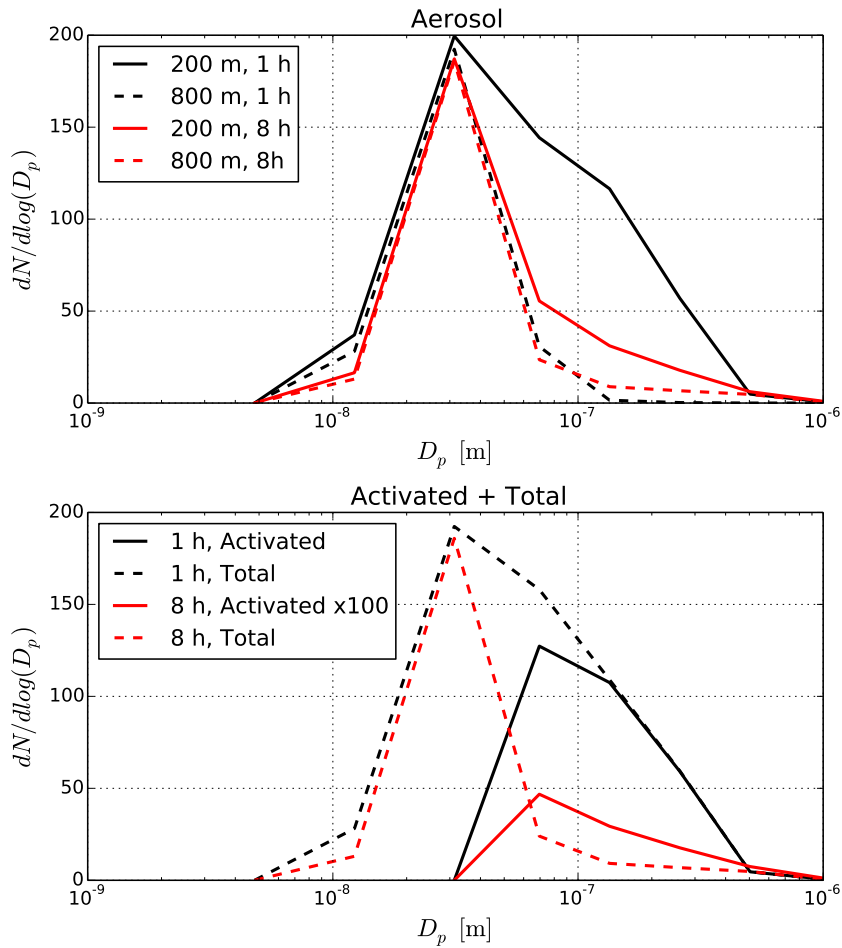 Aerosol
200
150
100
50
0
dN/dlog(D_p)
200 m, 1 h
800 m, 1 h
200 m, 8 h
800 m, 8h
10^-9
10^-8
10^-7
10^-6
D_p [m]
Activated + Total
200
150
100
50
0
dN/dlog(D_p)
1 h, Activated
1 h, Total
8 h, Activated x100
8 h, Total
10^-9
10^-8
10^-7
10^-6
D_p [m]